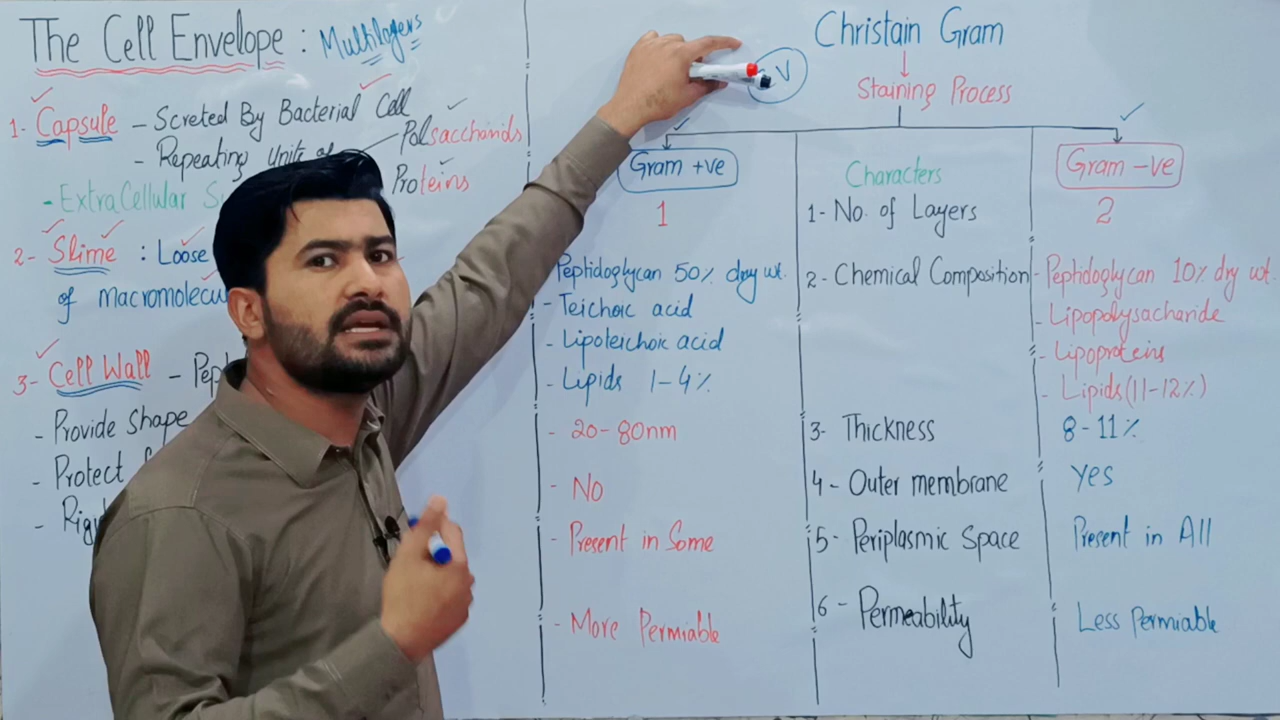 The Cell Envelope : Multilayers
1- Capsule - Screted By Bacterial Cell
- Repeating Units of Polsaccharids
Proteins
- ExtraCellular
2- Slime : Loose
of macromolecu
3- Cell Wall - Pep
- Provide Shape
- Protect
- Rigi
Christain Gram
V
Staining Process
Gram +ve
Characters
Gram -ve
1
1- No. of Layers
2
Peptidoglycan 50% dry wt.
- Teichoic acid
- Lipoteichoic acid
- Lipids 1-4%
2- Chemical Composition
- Peptidoglycan 10% dry wt.
- Lipopolysacharide
- Lipoproteins
- Lipids (11-12%)
- 20-80nm
3- Thickness
8-11%
- No
4- Outer membrane
Yes
- Present in Some
5- Periplasmic Space
Present in All
- More Permiable
6- Permeability
Less Permiable